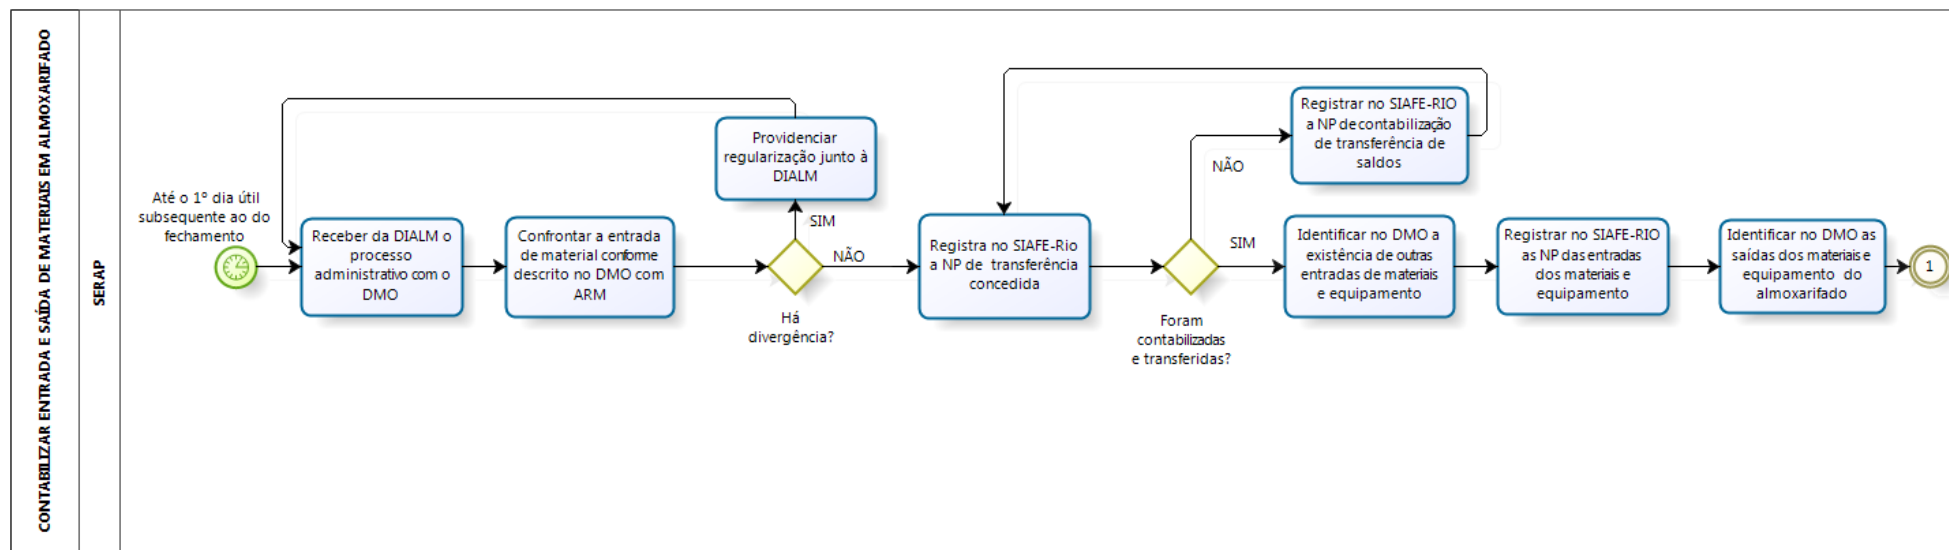 CONTABILIZAR ENTRADA E SAÍDA DE MATERIAIS EM ALMOXARIFADO
SERAP
Até o 1º dia útil
subsequente ao do
fechamento
Receber da DIALM o
processo
administrativo com o
DMO
Confrontar a entrada
de material conforme
descrito no DMO com
ARM
Providenciar
regularização junto à
DIALM
SIM
NÃO
Há
divergência?
Registra no SIAFE-Rio
a NP de transferência
concedida
Registrar no SIAFE-RIO
a NP de contabilização
de transferência de
saldos
NÃO
SIM
Foram
contabilizadas
e transferidas?
Identificar no DMO a
existência de outras
entradas de materiais
e equipamento
Registrar no SIAFE-RIO
as NP das entradas
dos materiais e
equipamento
Identificar no DMO as
saídas dos materiais e
equipamento do
almoxarifado
1